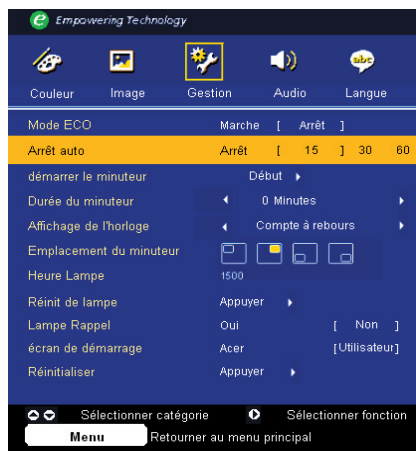 e Empowering Technology
Couleur Image Gestion Audio Langue
Mode ECO Marche [ Arrêt ]
Arrêt auto Arrêt [ 15 ] 30 60
démarrer le minuteur Début
Durée du minuteur 0 Minutes
Affichage de l'horloge Compte à rebours
Emplacement du minuteur
Heure Lampe 1500
Réinit de lampe Appuyer
Lampe Rappel Oui [ Non ]
écran de démarrage Acer [Utilisateur]
Réinitialiser Appuyer
Sélectionner catégorie Sélectionner fonction
Menu Retourner au menu principal